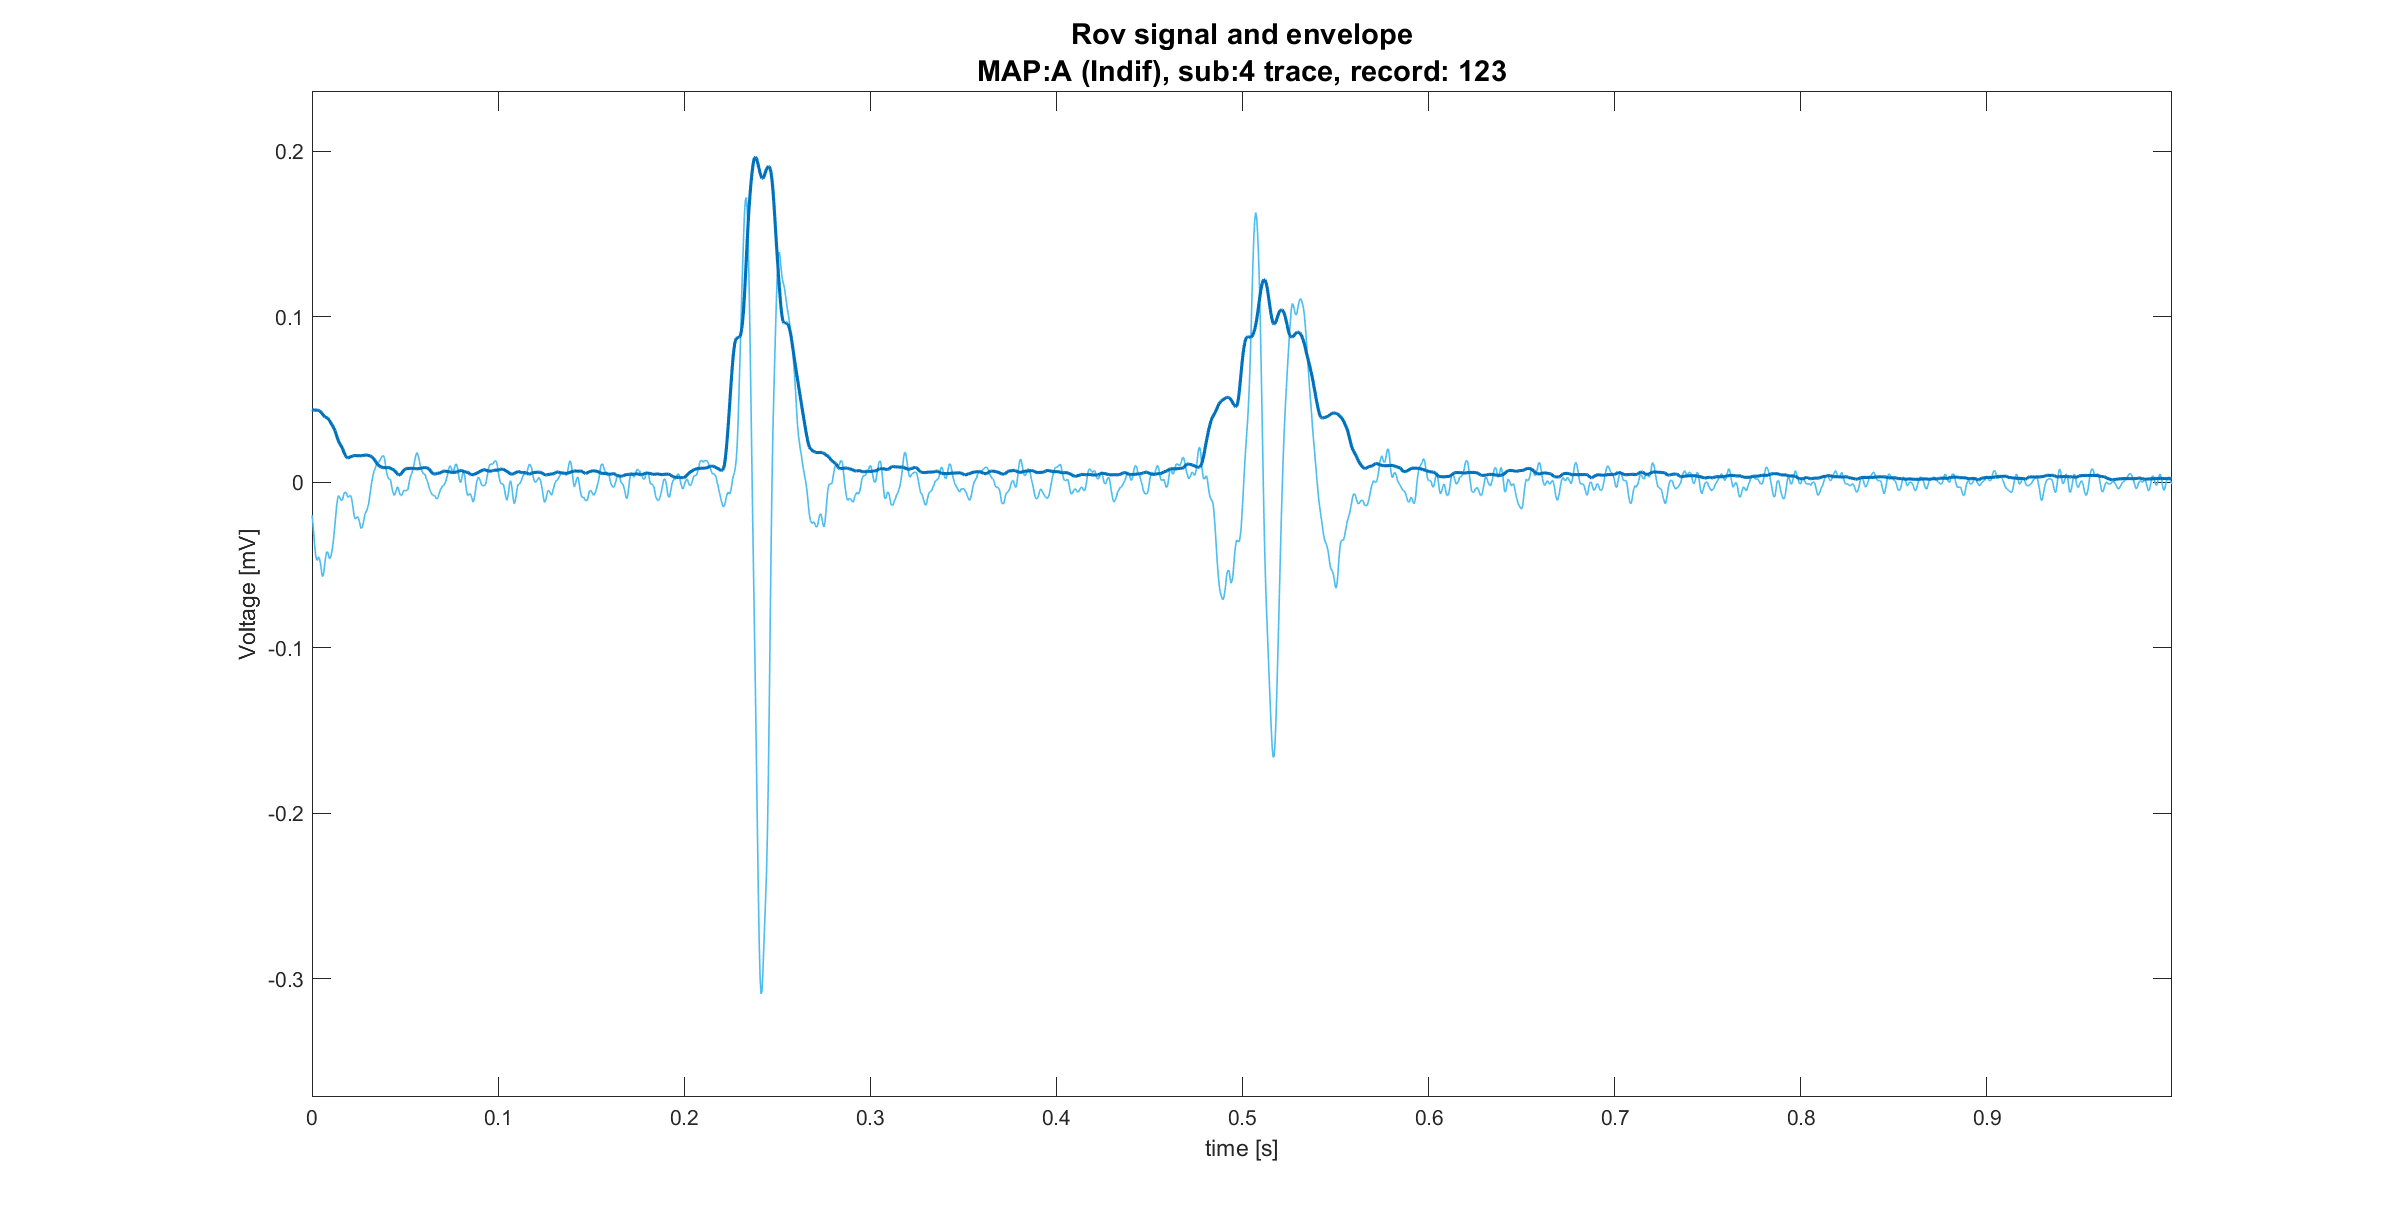 Rov signal and envelope
MAP:A (Indif), sub:4 trace, record: 123
0.2
0.1
0
-0.1
-0.2
-0.3
Voltage [mV]
0 0.1 0.2 0.3 0.4 0.5 0.6 0.7 0.8 0.9
time [s]